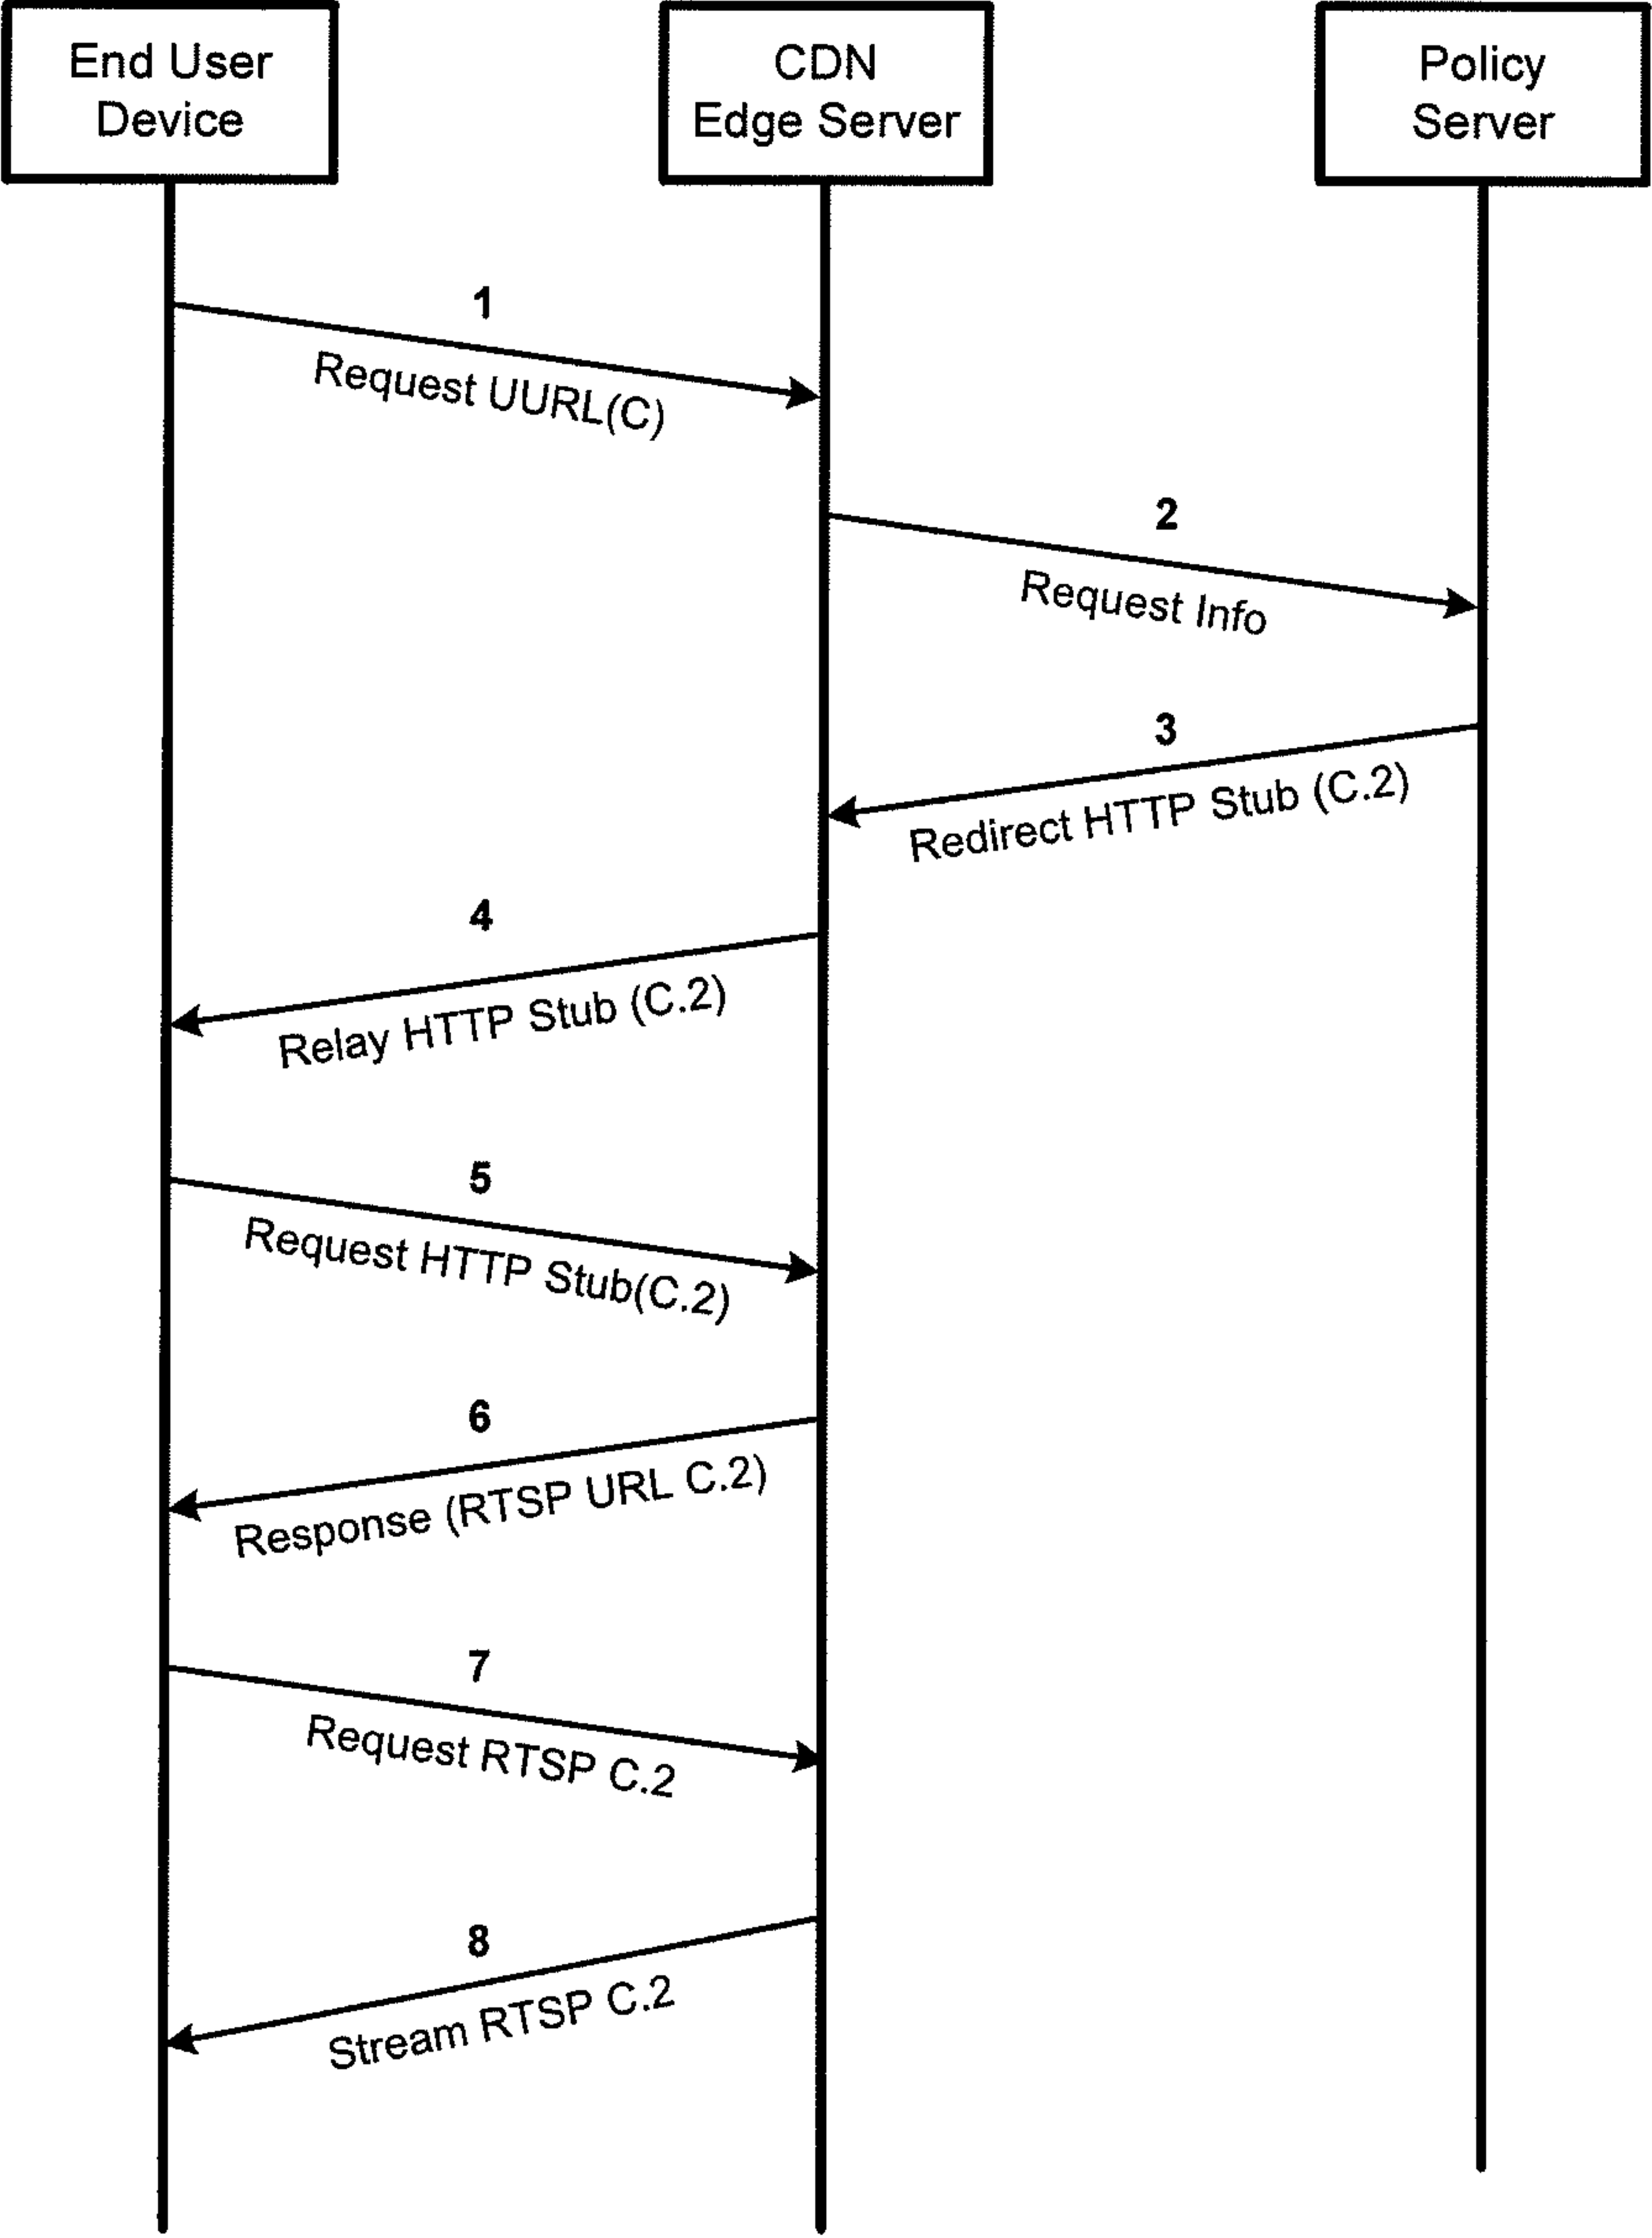 End User
Device
CDN
Edge Server
Policy
Server
1
Request UURL(C)
2
Request Info
3
Redirect HTTP Stub (C.2)
4
Relay HTTP Stub (C.2)
5
Request HTTP Stub(C.2)
6
Response (RTSP URL C.2)
7
Request RTSP C.2
8
Stream RTSP C.2